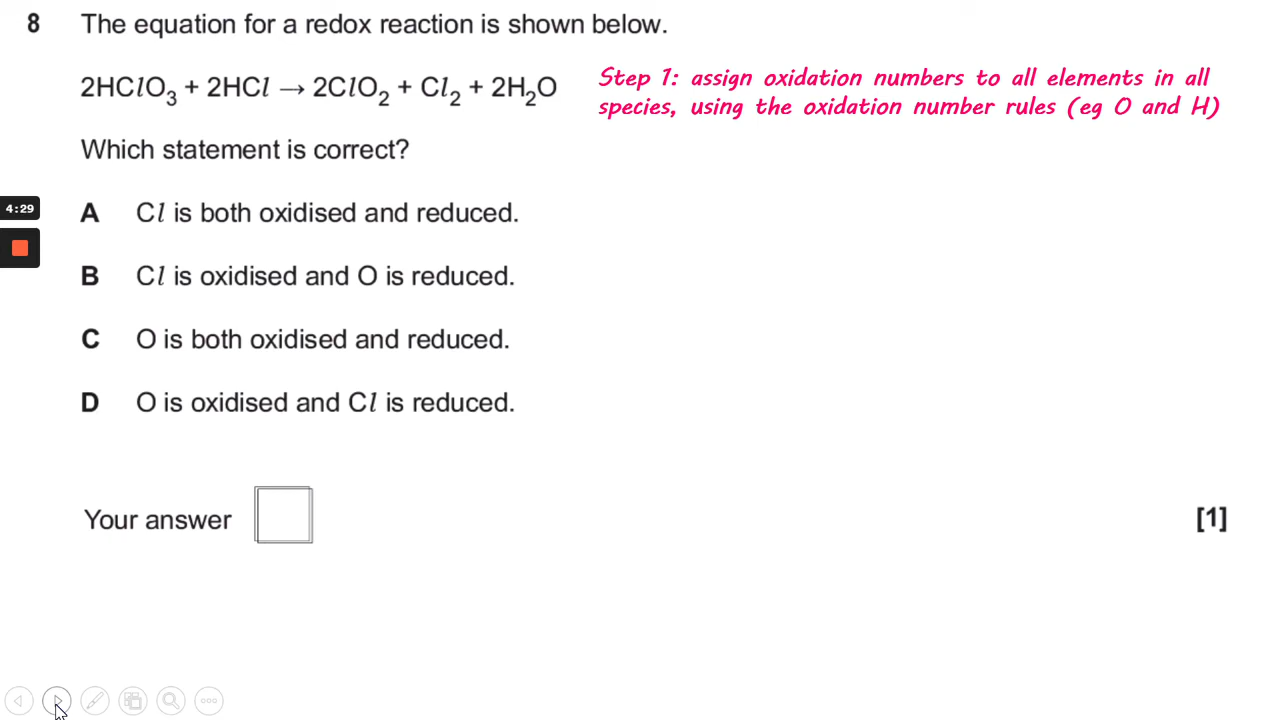 8 The equation for a redox reaction is shown below.
2HClO₃ + 2HCl → 2ClO₂ + Cl₂ + 2H₂O
Step 1: assign oxidation numbers to all elements in all
species, using the oxidation number rules (eg O and H)
Which statement is correct?
4:29
A Cl is both oxidised and reduced.
B Cl is oxidised and O is reduced.
C O is both oxidised and reduced.
D O is oxidised and Cl is reduced.
Your answer
[1]